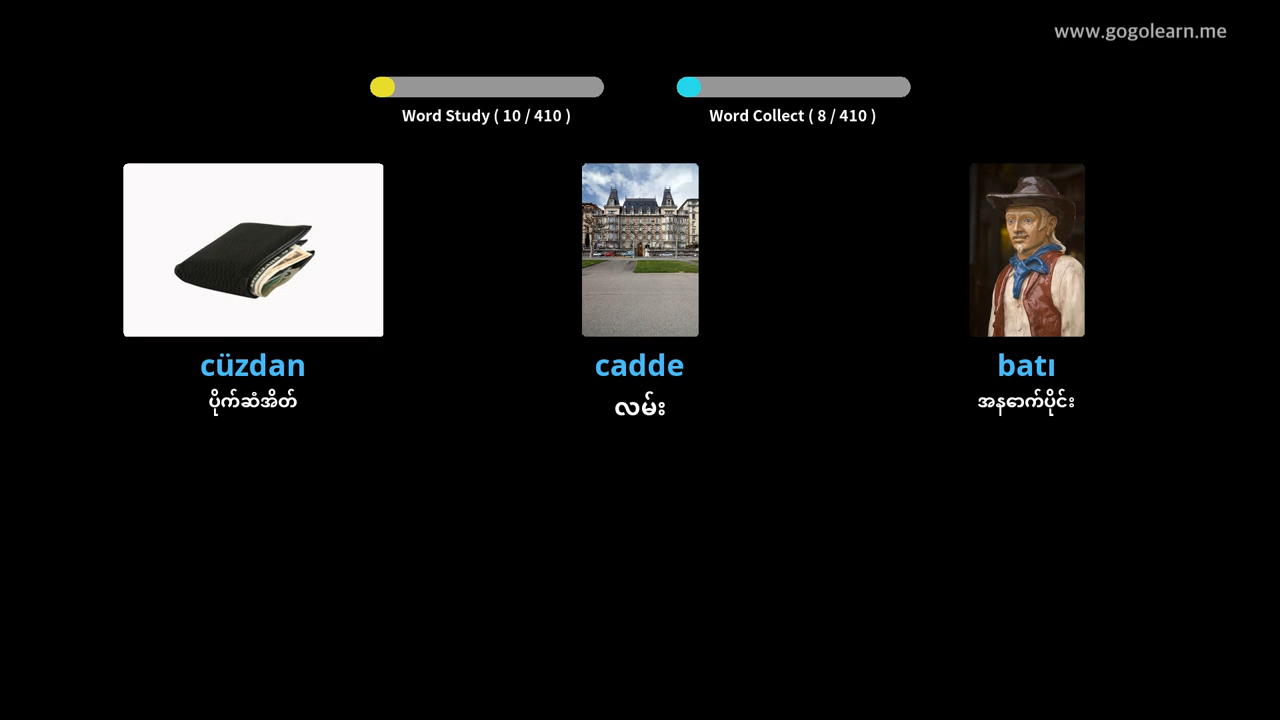 www.gogolearn.me
Word Study ( 10 / 410 )
Word Collect ( 8 / 410 )
cüzdan
ပိုက်ဆံအိတ်
cadde
လမ်း
batı
အနောက်ပိုင်း